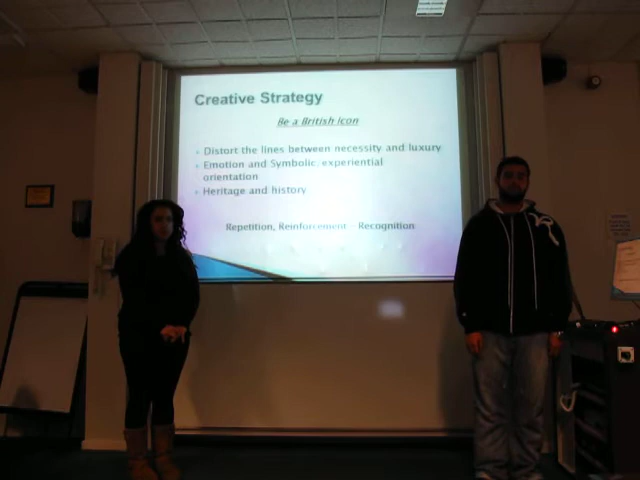 Creative Strategy
Be a British Icon
Distort the lines between necessity and luxury
Emotion and Symbolic: experiential
orientation
Heritage and history
Repetition, Reinforcement – Recognition